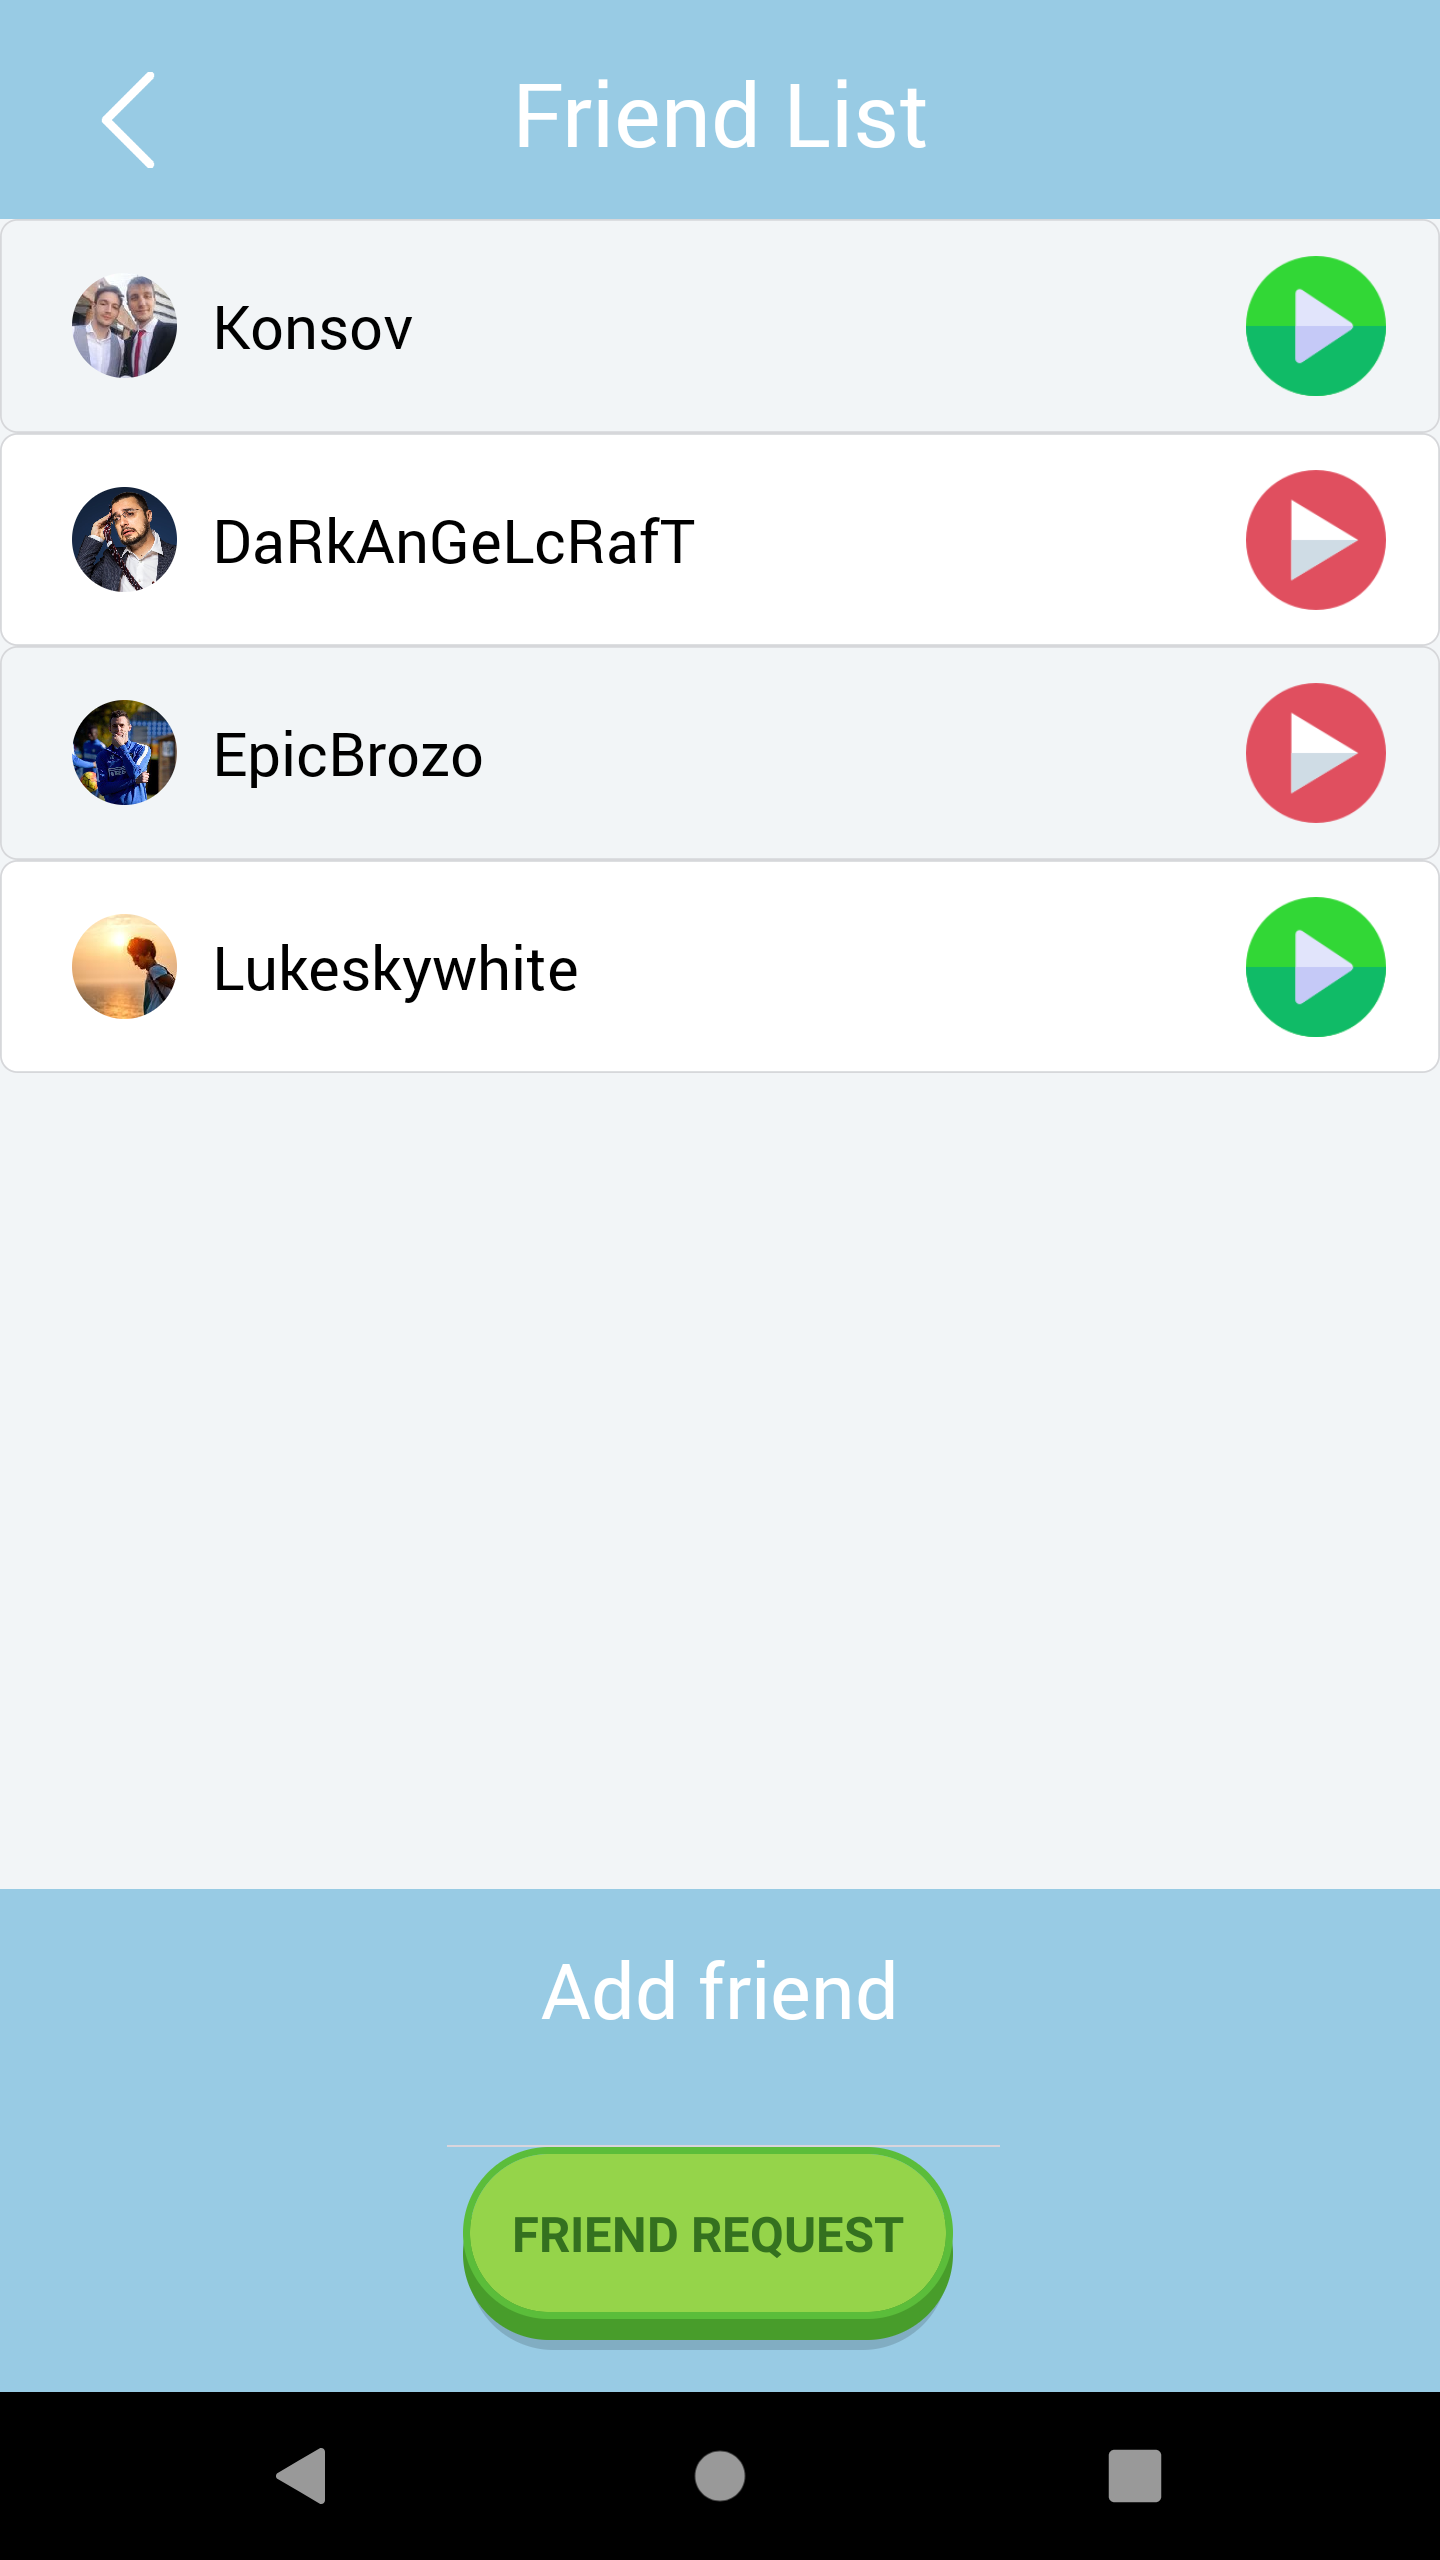 Friend List
Konsov
DaRkAnGeLcRafT
EpicBrozo
Lukeskywhite
Add friend
FRIEND REQUEST